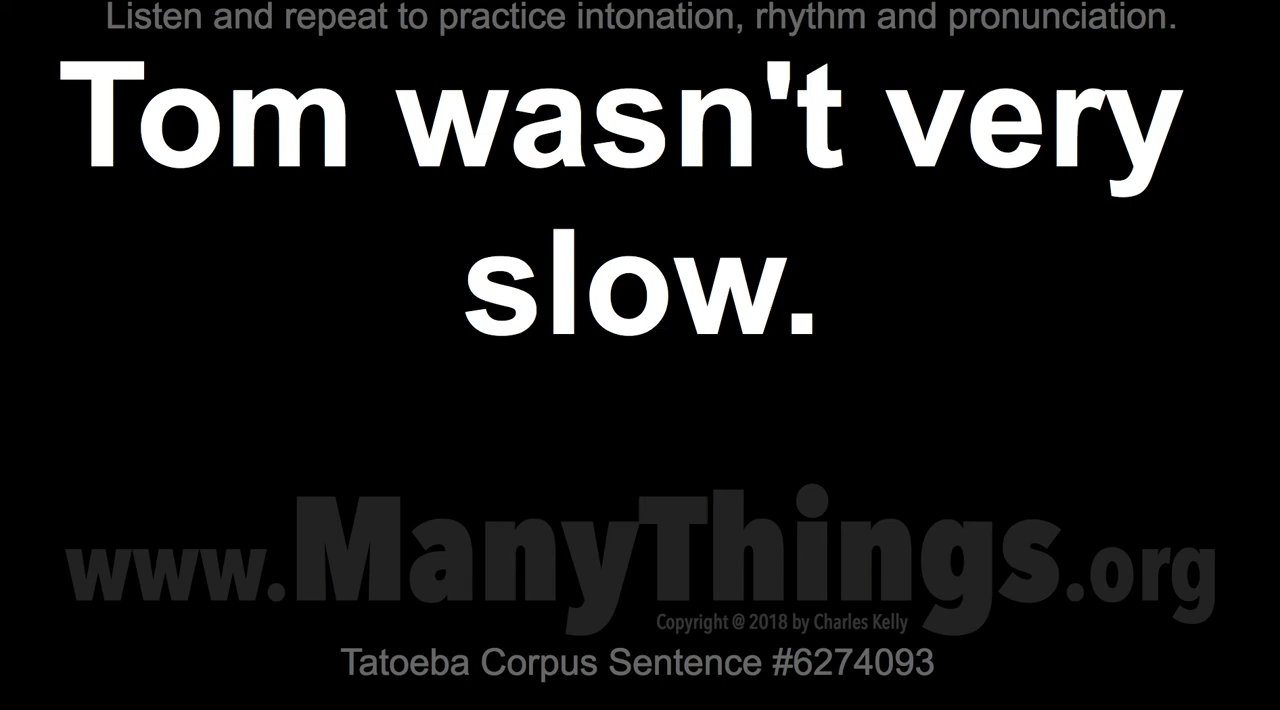 Listen and repeat to practice intonation, rhythm and pronunciation.
Tom wasn't very
slow.
www.ManyThings.org
Copyright @ 2018 by Charles Kelly
Tatoeba Corpus Sentence #6274093